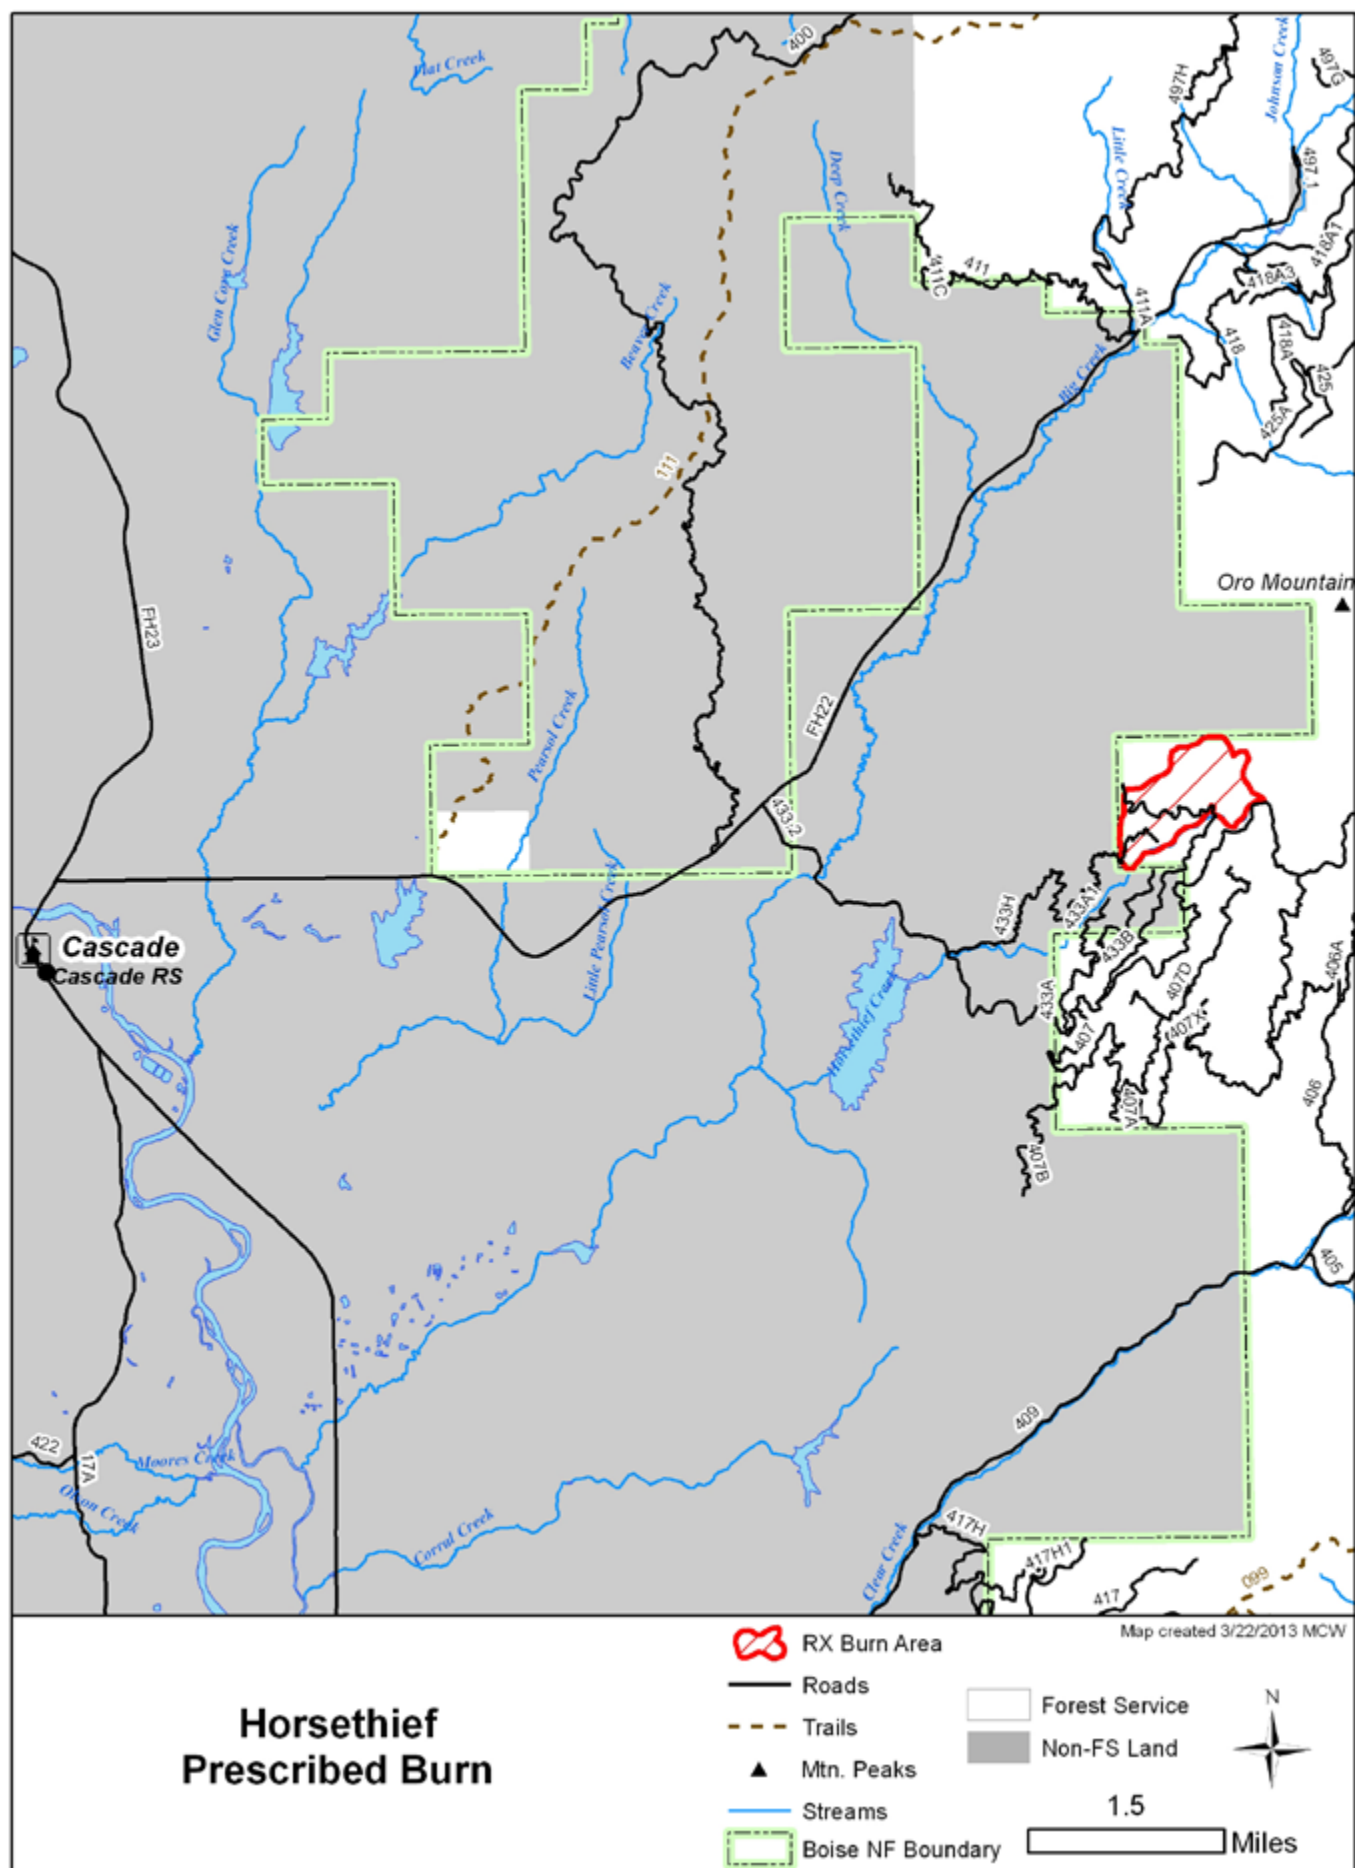 400
Flat Creek
497H
Johnson Creek
497G
Little Creek
497.1
Deep Creek
418A1
Glen Cora Creek
411C
411
418A3
411A
Beaver Creek
418
418A
Big Creek
425
425A
111
Oro Mountain
FH23
Pearsol Creek
FH22
433.2
433H
433A1
433B
406A
Cascade
Cascade RS
Little Pearson Creek
407D
433A
Horsethief Creek
407
407X
406
407A
407B
405
409
422
Moores Creek
17A
Olson Creek
Corral Creek
417H
Clear Creek
417H1
417
099
Map created 3/22/2013 MCW
Horsethief
Prescribed Burn
RX Burn Area
Roads
Trails
Mtn. Peaks
Streams
Boise NF Boundary
Forest Service
Non-FS Land
N
1.5
Miles